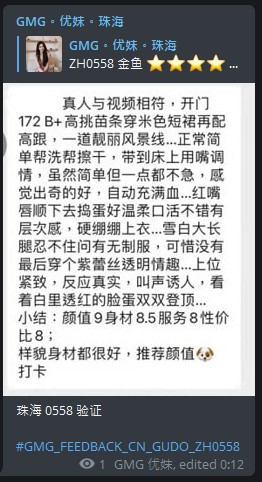 GMG·优妹·珠海
GMG·优妹·珠海
ZH0558 金鱼 ⭐⭐⭐⭐ ...
真人与视频相符，开门
172 B+高挑苗条穿米色短裙再配
高跟，一道靓丽风景线...正常简
单帮洗帮擦干，带到床上用嘴调
情，虽然简单但一点都不急，感
觉出奇的好，自动充满血...红嘴
唇顺下去捣蛋好温柔口活不错有
层次感，硬绷绷上衣...雪白大长
腿忍不住问有无制服，可惜没有
最后穿个紫蕾丝透明情趣...上位
紧致，反应真实，叫声诱人，看
着白里透红的脸蛋双双登顶...
小结：颜值9身材8.5服务8性价
比8；
样貌身材都很好，推荐颜值🐶
打卡
珠海 0558 验证
#GMG_FEEDBACK_CN_GUDO_ZH0558
1 GMG 优妹, edited 0:12